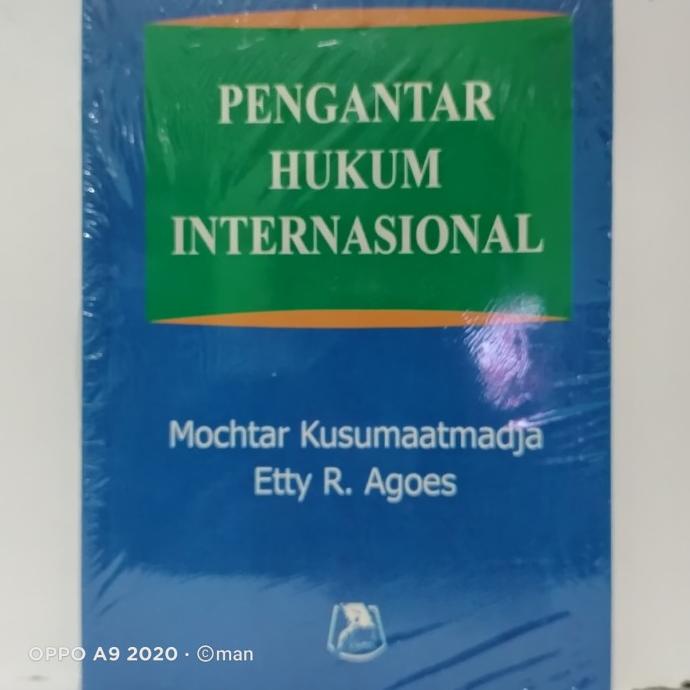 PENGANTAR
HUKUM
INTERNASIONAL
Mochtar Kusumaatmadja
Etty R. Agoes
OPPO A9 2020 · ©man